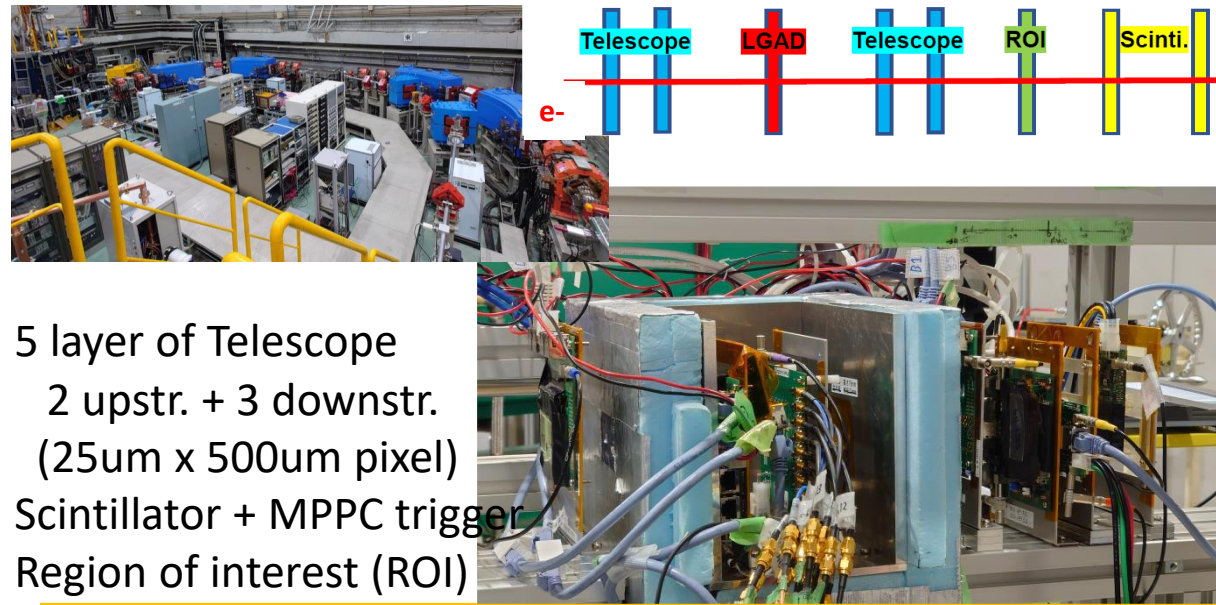 Telescope
LGAD
Telescope
ROI
Scinti.
e-
B1
5 layer of Telescope
2 upstr. + 3 downstr.
(25um x 500um pixel)
Scintillator + MPPC trigger
Region of interest (ROI)